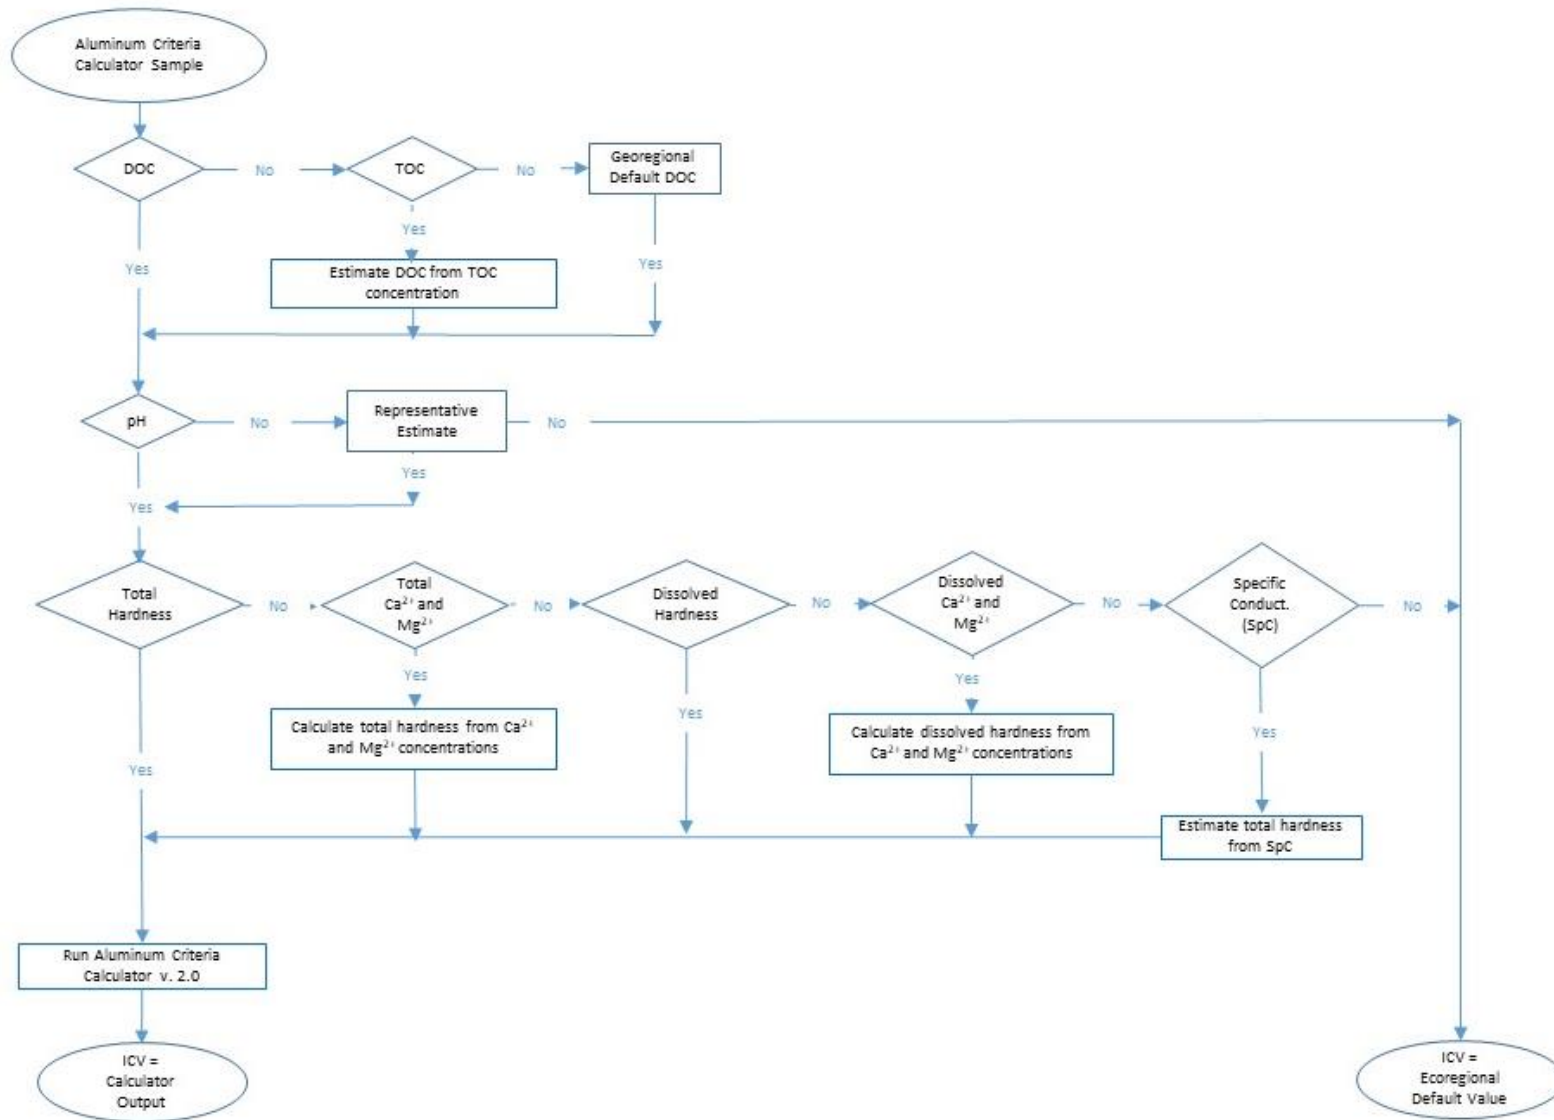 Aluminum Criteria
Calculator Sample
DOC
No
TOC
No
Georegional
Default DOC
Yes
Yes
Yes
Estimate DOC from TOC
concentration
pH
No
Representative
Estimate
No
Yes
Yes
Total
Hardness
No
Total
Ca²⁺ and
Mg²⁺
No
Dissolved
Hardness
No
Dissolved
Ca²⁺ and
Mg²⁺
No
Specific
Conduct.
(SpC)
No
Yes
Yes
Yes
Yes
Yes
Calculate total hardness from Ca²⁺
and Mg²⁺ concentrations
Calculate dissolved hardness from
Ca²⁺ and Mg²⁺ concentrations
Estimate total hardness
from SpC
Run Aluminum Criteria
Calculator v. 2.0
ICV =
Calculator
Output
ICV =
Ecoregional
Default Value